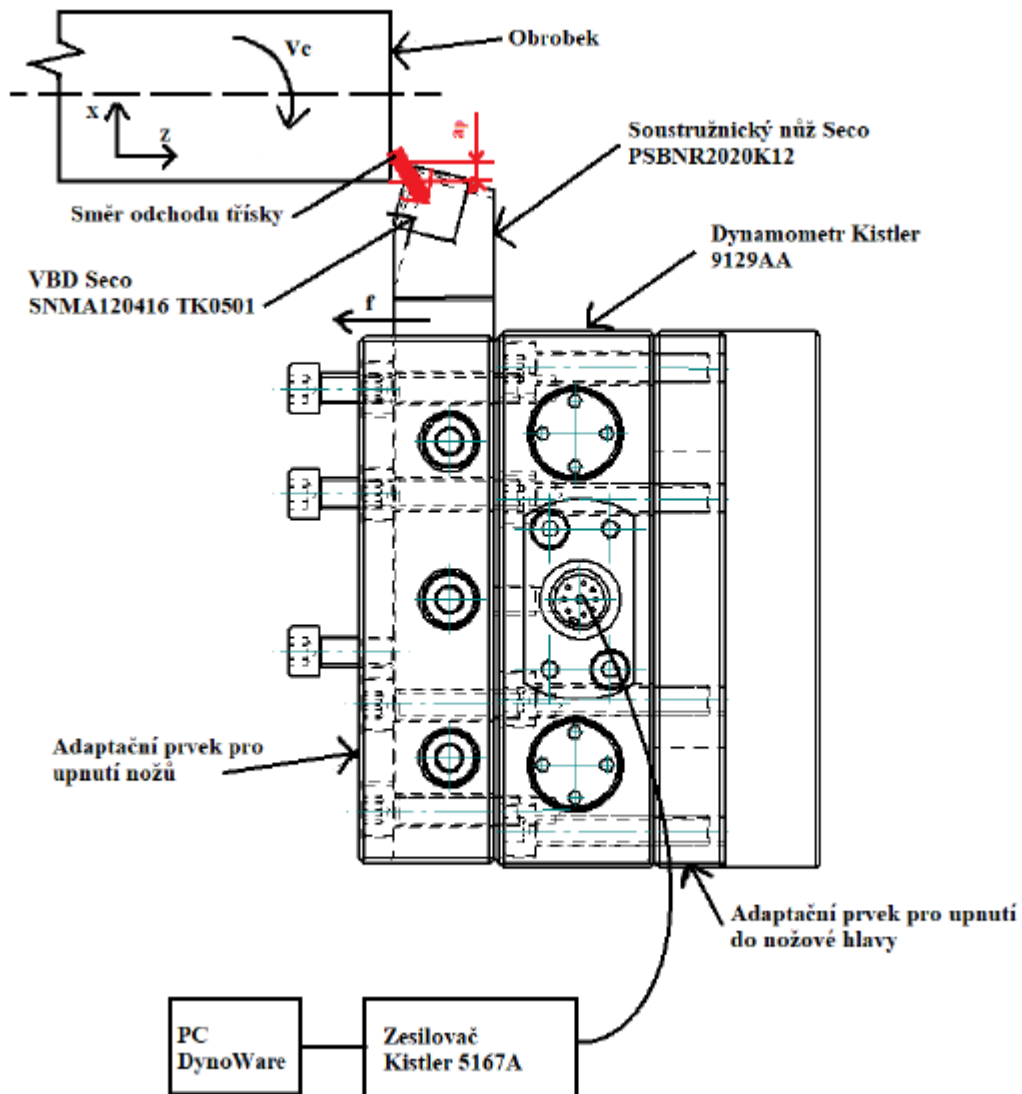 Obrobek
Vc
x
z
ap
Soustružnický nůž Seco
PSBNR2020K12
Směr odchodu třísky
Dynamometr Kistler
9129AA
VBD Seco
SNMA120416 TK0501
f
Adaptační prvek pro
upnutí nožů
Adaptační prvek pro upnutí
do nožové hlavy
PC
DynoWare
Zesilovač
Kistler 5167A